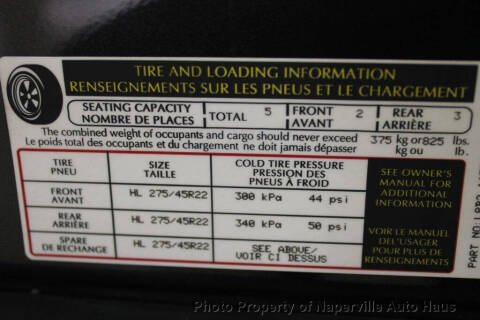 TIRE AND LOADING INFORMATION
RENSEIGNEMENTS SUR LES PNEUS ET LE CHARGEMENT
SEATING CAPACITY
NOMBRE DE PLACES
TOTAL 5
FRONT
AVANT 2
REAR
ARRIÈRE 3
The combined weight of occupants and cargo should never exceed 375 kg or 825 lbs.
Le poids total des occupants et du chargement ne doit jamais dépasser kg ou lb.
TIRE
PNEU
SIZE
TAILLE
COLD TIRE PRESSURE
PRESSION DES
PNEUS À FROID
FRONT
AVANT
HL 275/45R22
300 kPa 44 psi
REAR
ARRIÈRE
HL 275/45R22
340 kPa 50 psi
SPARE
DE RECHANGE
HL 275/45R22
SEE ABOVE/
VOIR CI DESSUS
SEE OWNER'S
MANUAL FOR
ADDITIONAL
INFORMATION
VOIR LE MANUEL
DE L'USAGER
POUR PLUS DE
RENSEIGNEMENTS
PART NO:
Photo Property of Naperville Auto Haus